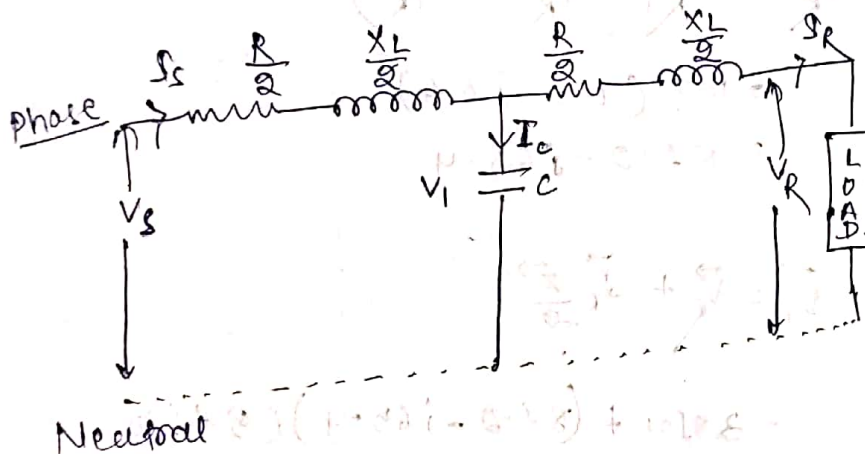 R/2
XL/2
R/2
XL/2
IR
Is
Phase
Ic
V1
C
VS
VR
LOAD
Neutral